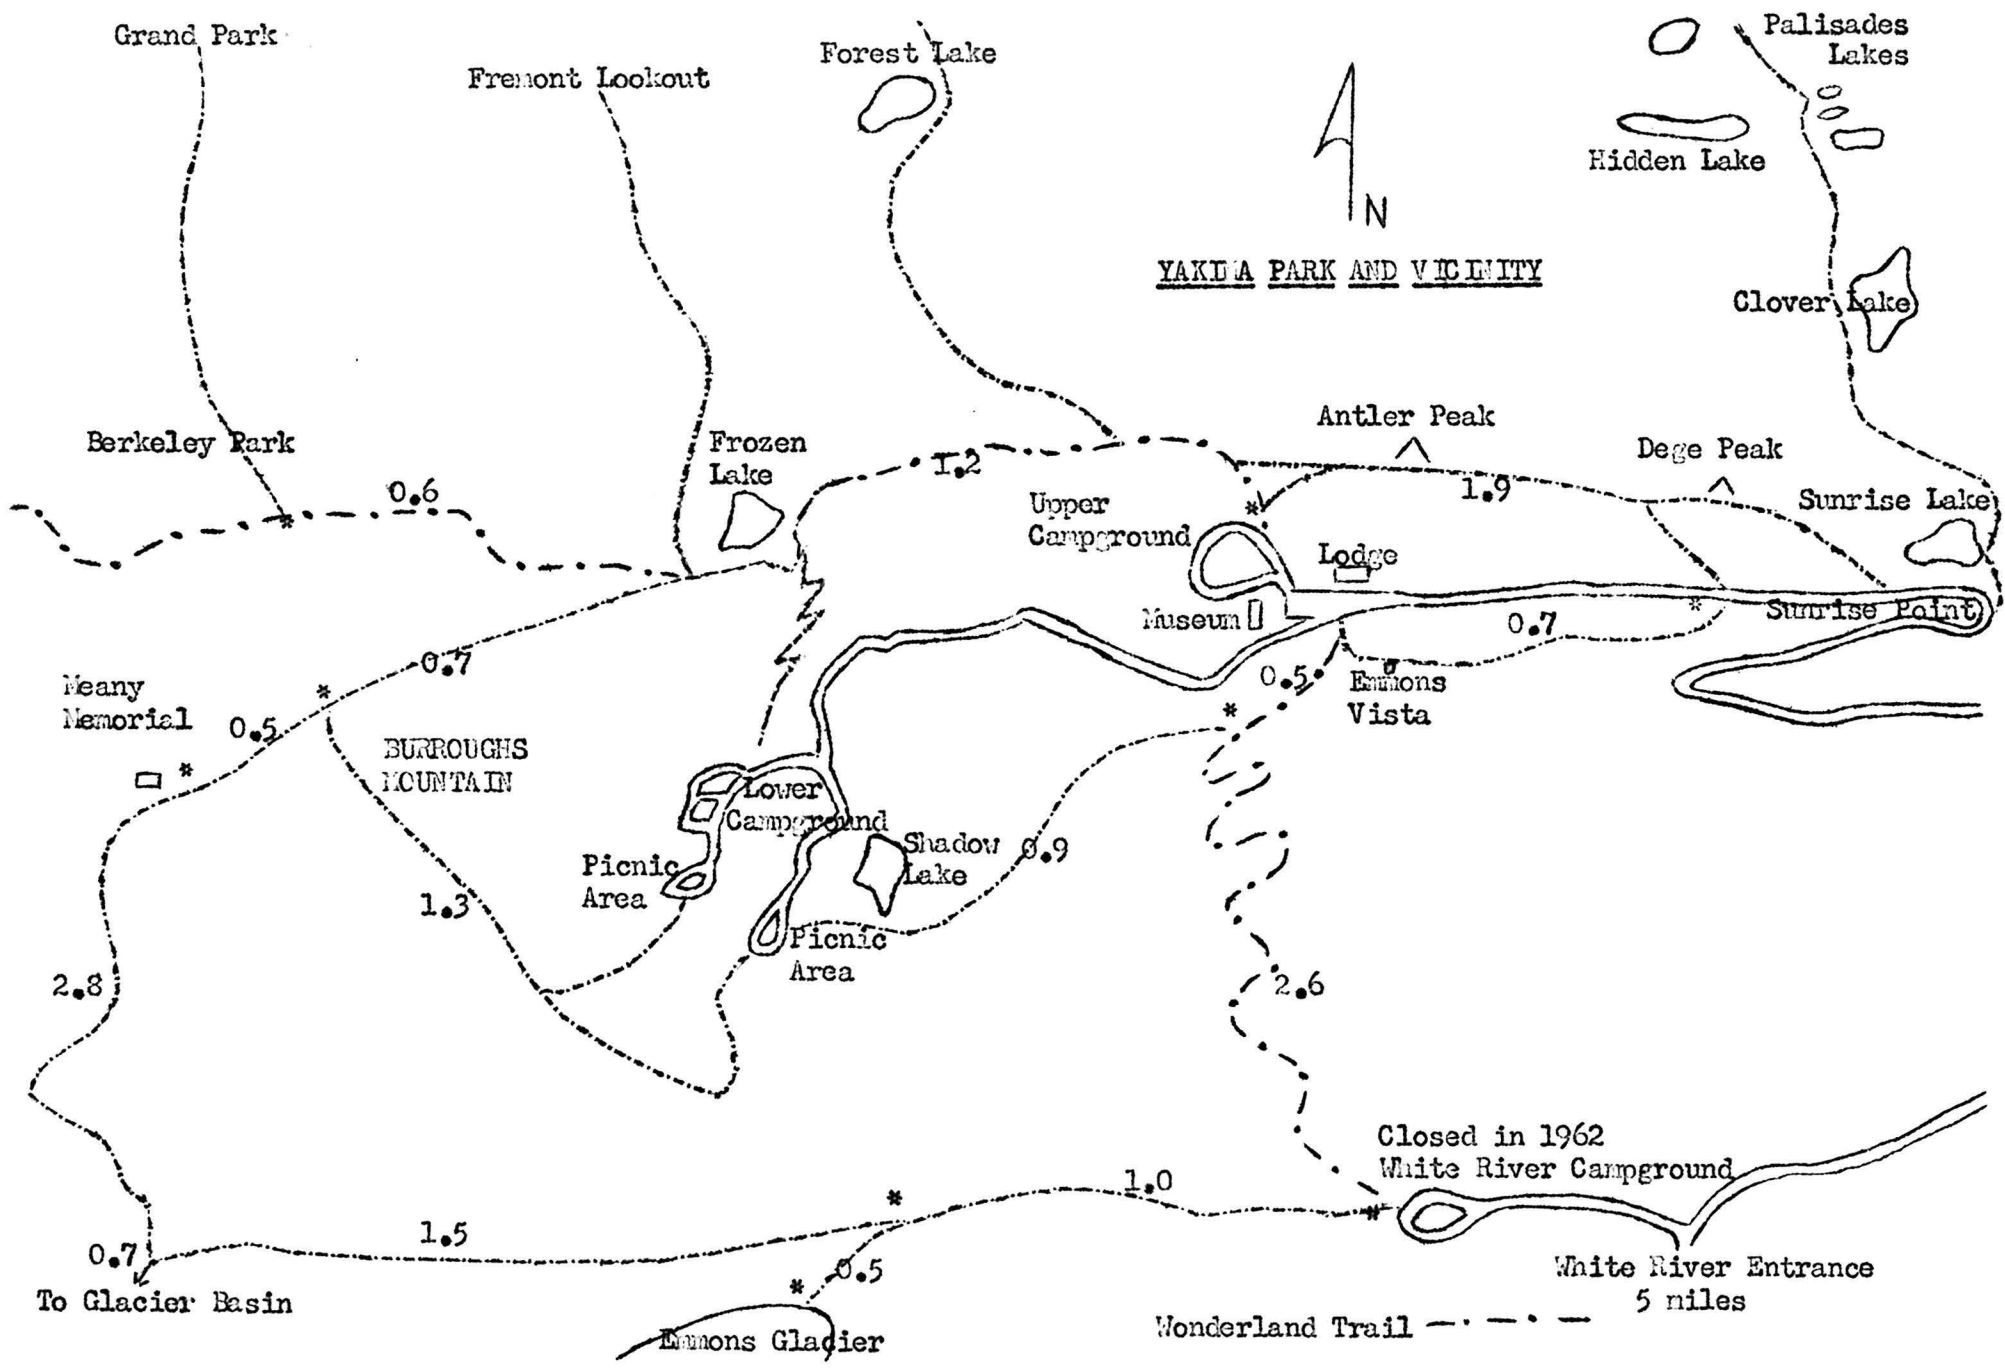 Grand Park
Fremont Lookout
Forest Lake
Palisades
Lakes
Hidden Lake
N
YAKIMA PARK AND VICINITY
Clover Lake
Berkeley Park
0.6
Frozen
Lake
1.2
Antler Peak
Dege Peak
1.9
Sunrise Lake
Upper
Campground
*
*
Lodge
Museum
*
Sunrise Point
0.7
0.7
Meany
Memorial
*
0.5
*
BURROUGHS
MOUNTAIN
0.5
Emmons
Vista
*
Lower
Campground
Shadow
Lake
0.9
Picnic
Area
1.3
Picnic
Area
2.8
2.6
Closed in 1962
White River Campground
1.0
*
*
1.5
0.7
To Glacier Basin
0.5
*
Emmons Glacier
White River Entrance
5 miles
Wonderland Trail